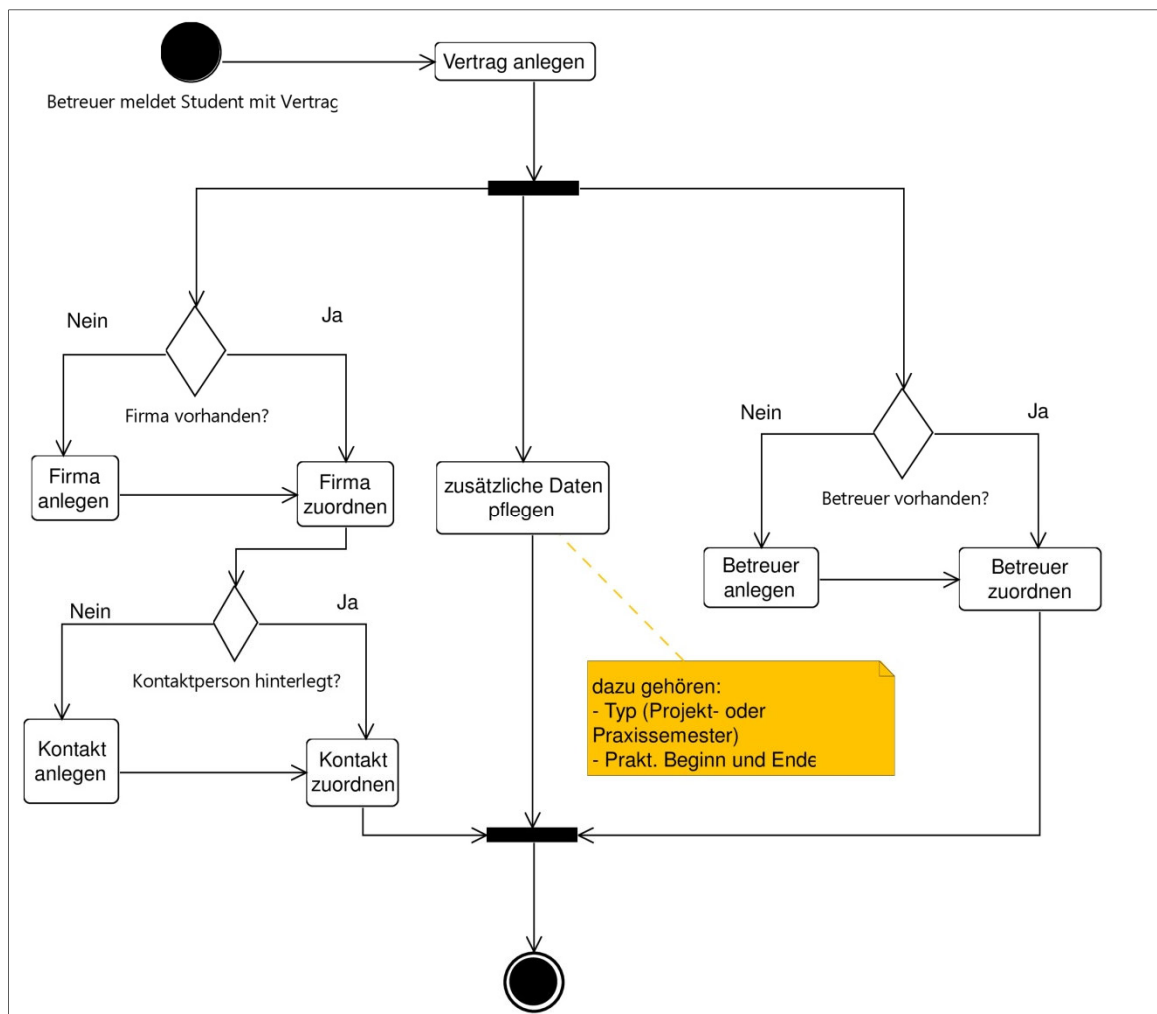 Vertrag anlegen
Betreuer meldet Student mit Vertrag
Nein
Ja
Firma vorhanden?
Firma
anlegen
Firma
zuordnen
Nein
Ja
Kontaktperson hinterlegt?
Kontakt
anlegen
Kontakt
zuordnen
zusätzliche Daten
pflegen
dazu gehören:
- Typ (Projekt- oder
Praxissemester)
- Prakt. Beginn und Ende
Nein
Ja
Betreuer vorhanden?
Betreuer
anlegen
Betreuer
zuordnen